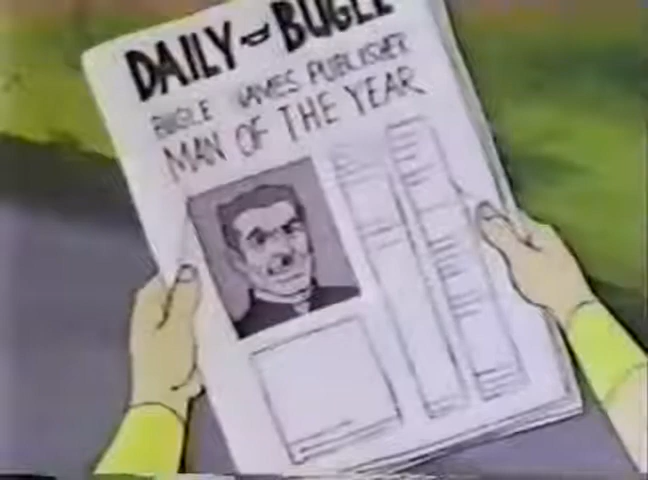 DAILY BUGLE
BUGLE NAMES PUBLISHER
MAN OF THE YEAR